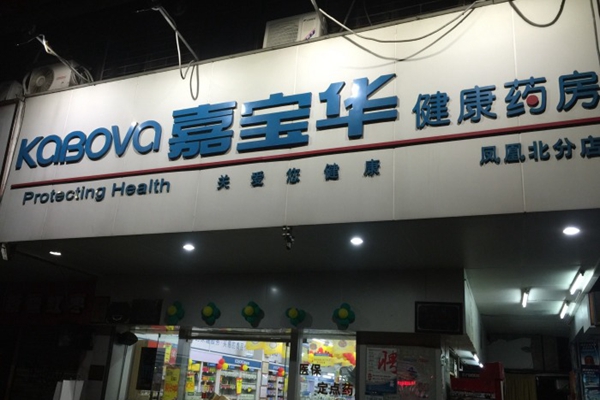 KaBOVa 嘉宝华 健康药房
Protecting Health 关爱您健康 凤凰北分店
医保
定点药
聘